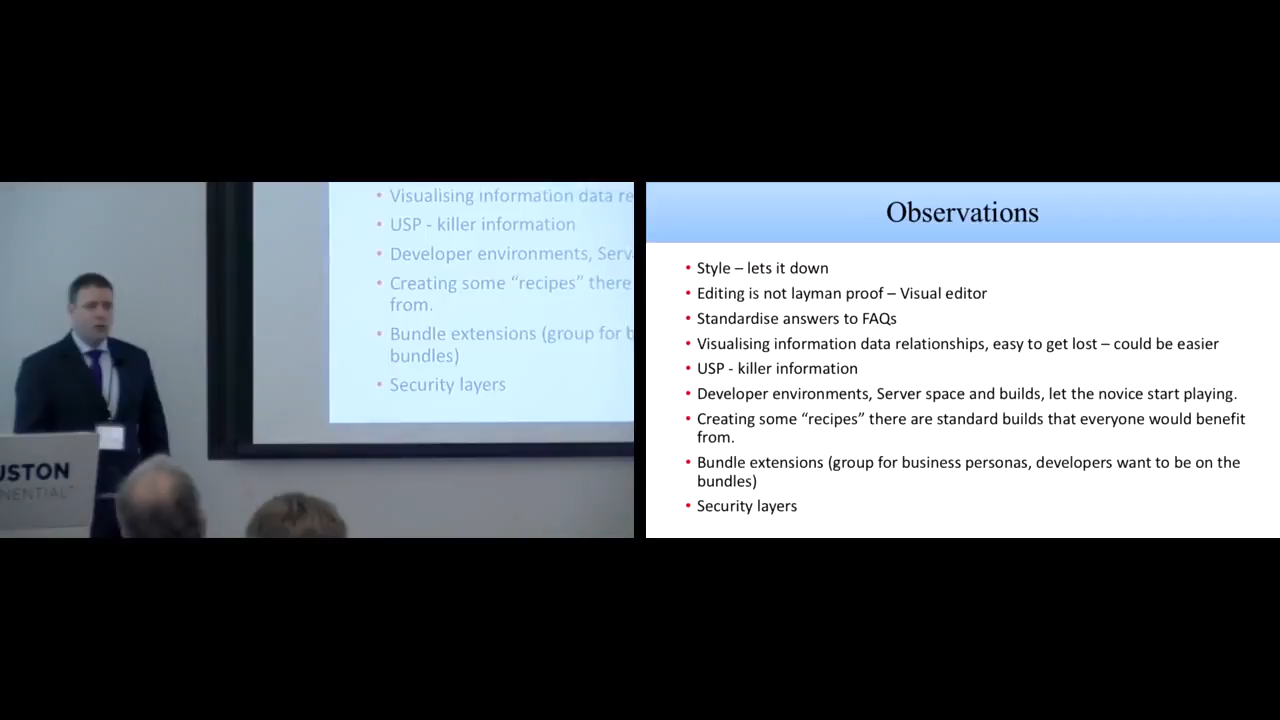 • Visualising information data re
• USP - killer information
• Developer environments, Serv
• Creating some “recipes” there
from.
• Bundle extensions (group for b
bundles)
• Security layers
USTON
NENTIAL
Observations
• Style – lets it down
• Editing is not layman proof – Visual editor
• Standardise answers to FAQs
• Visualising information data relationships, easy to get lost – could be easier
• USP - killer information
• Developer environments, Server space and builds, let the novice start playing.
• Creating some “recipes” there are standard builds that everyone would benefit
from.
• Bundle extensions (group for business personas, developers want to be on the
bundles)
• Security layers